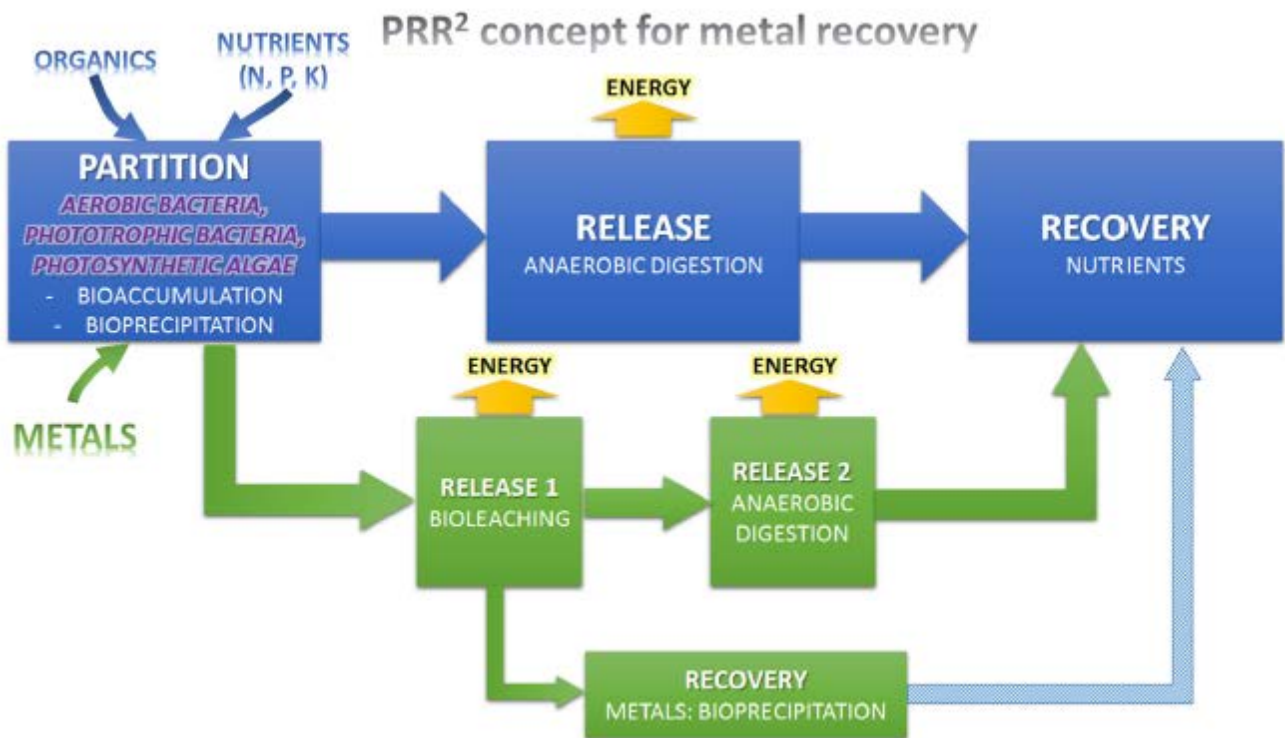 PRR² concept for metal recovery
ORGANICS
NUTRIENTS
(N, P, K)
ENERGY
PARTITION
AEROBIC BACTERIA,
PHOTOTROPHIC BACTERIA,
PHOTOSYNTHETIC ALGAE
- BIOACCUMULATION
- BIOPRECIPITATION
RELEASE
ANAEROBIC DIGESTION
RECOVERY
NUTRIENTS
METALS
ENERGY
ENERGY
RELEASE 1
BIOLEACHING
RELEASE 2
ANAEROBIC
DIGESTION
RECOVERY
METALS: BIOPRECIPITATION